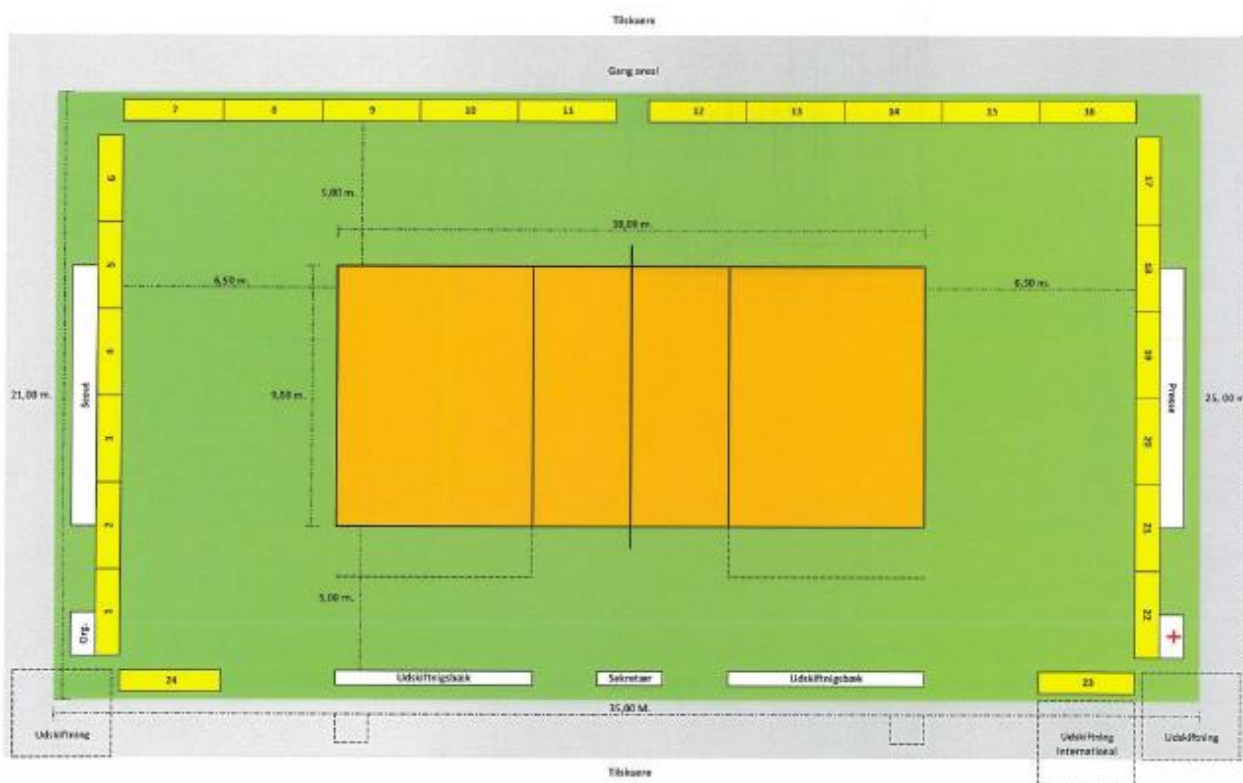 Tilskuere
Gang areal
7 8 9 10 11 12 13 14 15 16
6
17
5,00 m.
18,00 m.
5
18
6,50 m.
6,50 m.
4
19
21,00 m.
Scout
9,00 m.
Presse
25,00 m
3
20
2
21
1
22
5,00 m.
Org.
24
Udskiftnigsbæk
Sekretær
Udskiftnigsbæk
23
35,00 M.
Udskiftning
Udskiftning
International
Udskiftning
Tilskuere